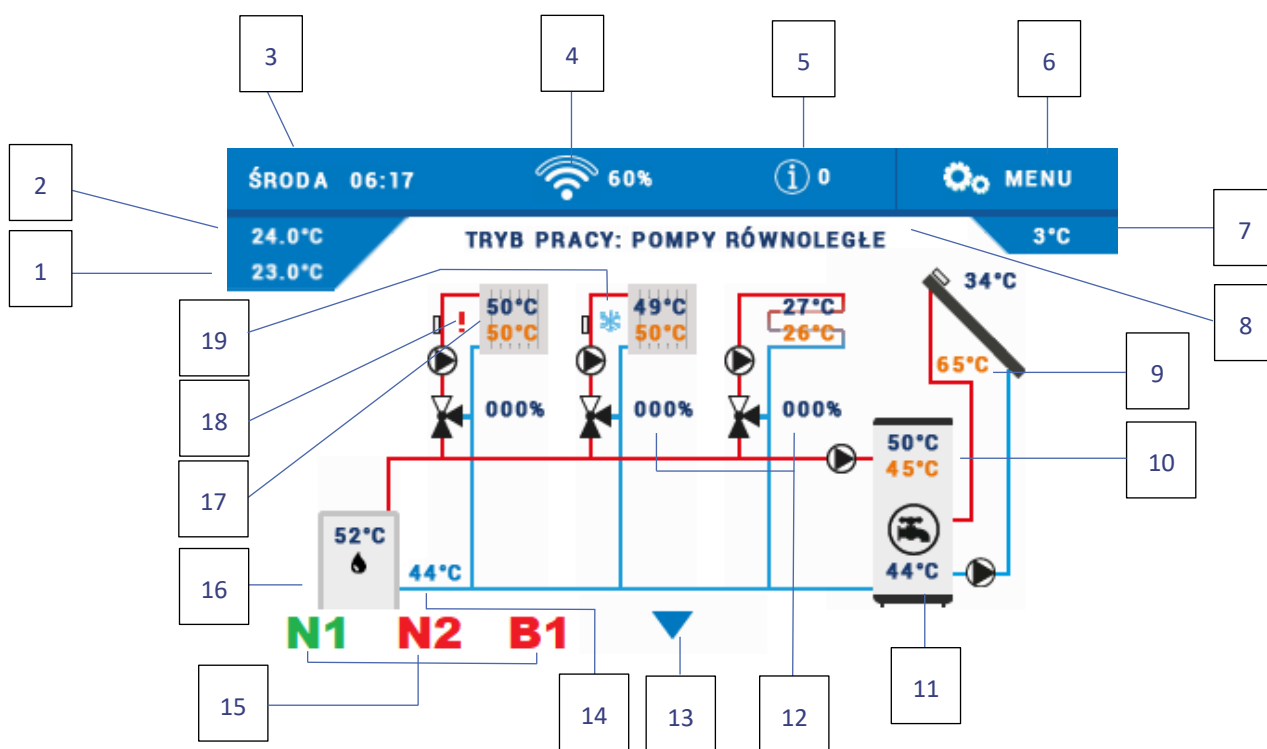 3
4
5
6
2
1
ŚRODA 06:17
60%
i 0
MENU
24.0°C
23.0°C
TRYB PRACY: POMPY RÓWNOLEGŁE
3°C
7
8
19
18
17
16
50°C
50°C
!
49°C
50°C
27°C
26°C
34°C
65°C
9
000%
000%
000%
50°C
45°C
10
52°C
44°C
44°C
N1 N2 B1
15
14
13
12
11